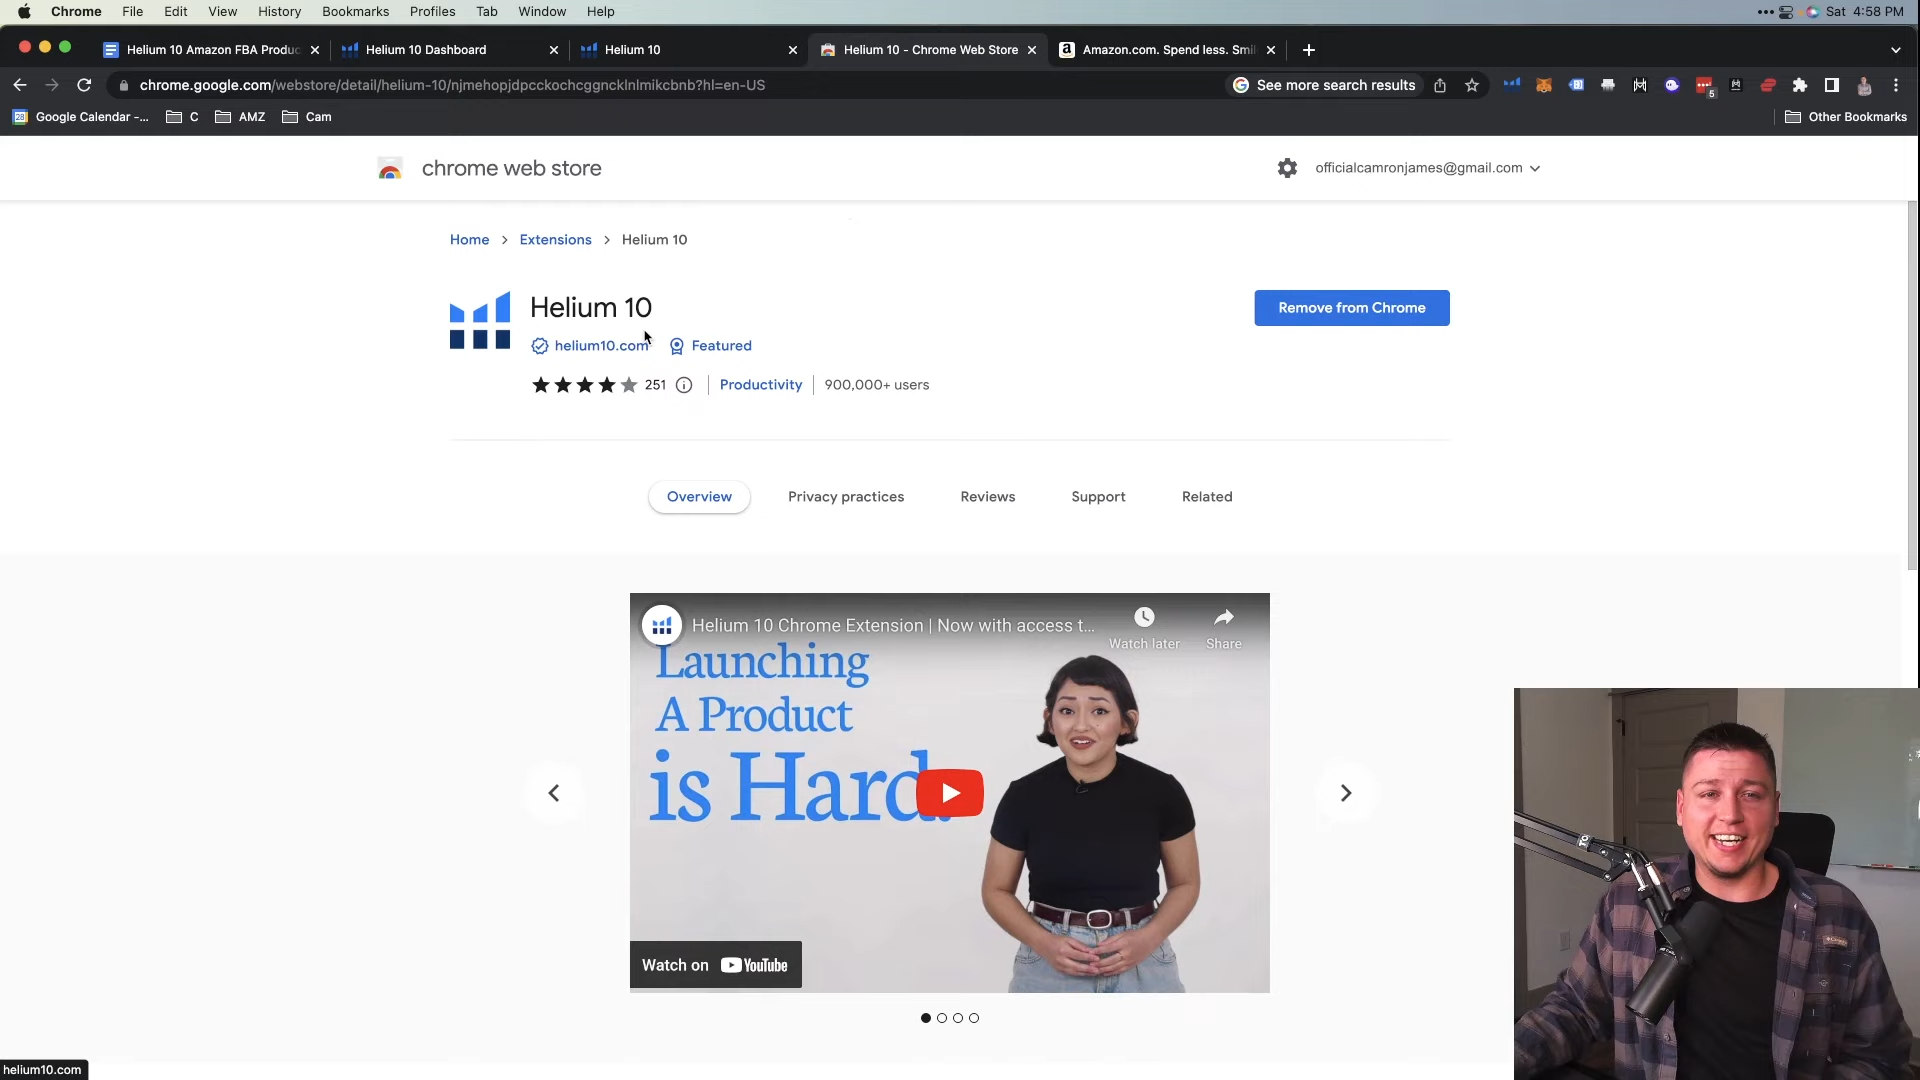 Chrome File Edit View History Bookmarks Profiles Tab Window Help Sat 4:58 PM
Helium 10 Amazon FBA Produc Helium 10 Dashboard Helium 10 Helium 10 - Chrome Web Store Amazon.com. Spend less. Smil
chrome.google.com/webstore/detail/helium-10/njmehopjdpcckochcggncklnlmikcbnb?hl=en-US See more search results 5
28 Google Calendar -... C AMZ Cam Other Bookmarks
chrome web store officialcamronjames@gmail.com
Home > Extensions > Helium 10
Helium 10 Remove from Chrome
helium10.com Featured
251 Productivity 900,000+ users
Overview Privacy practices Reviews Support Related
Helium 10 Chrome Extension | Now with access t... Watch later Share
Launching
A Product
is Hard.
Watch on YouTube
helium10.com